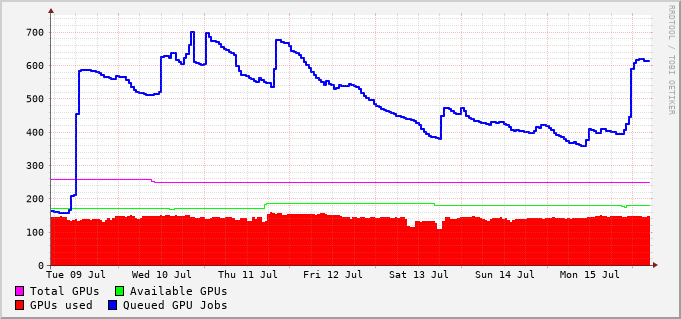 RRDTOOL / TOBI OETIKER
700
600
500
400
300
200
100
0
Tue 09 Jul Wed 10 Jul Thu 11 Jul Fri 12 Jul Sat 13 Jul Sun 14 Jul Mon 15 Jul
Total GPUs Available GPUs
GPUs used Queued GPU Jobs